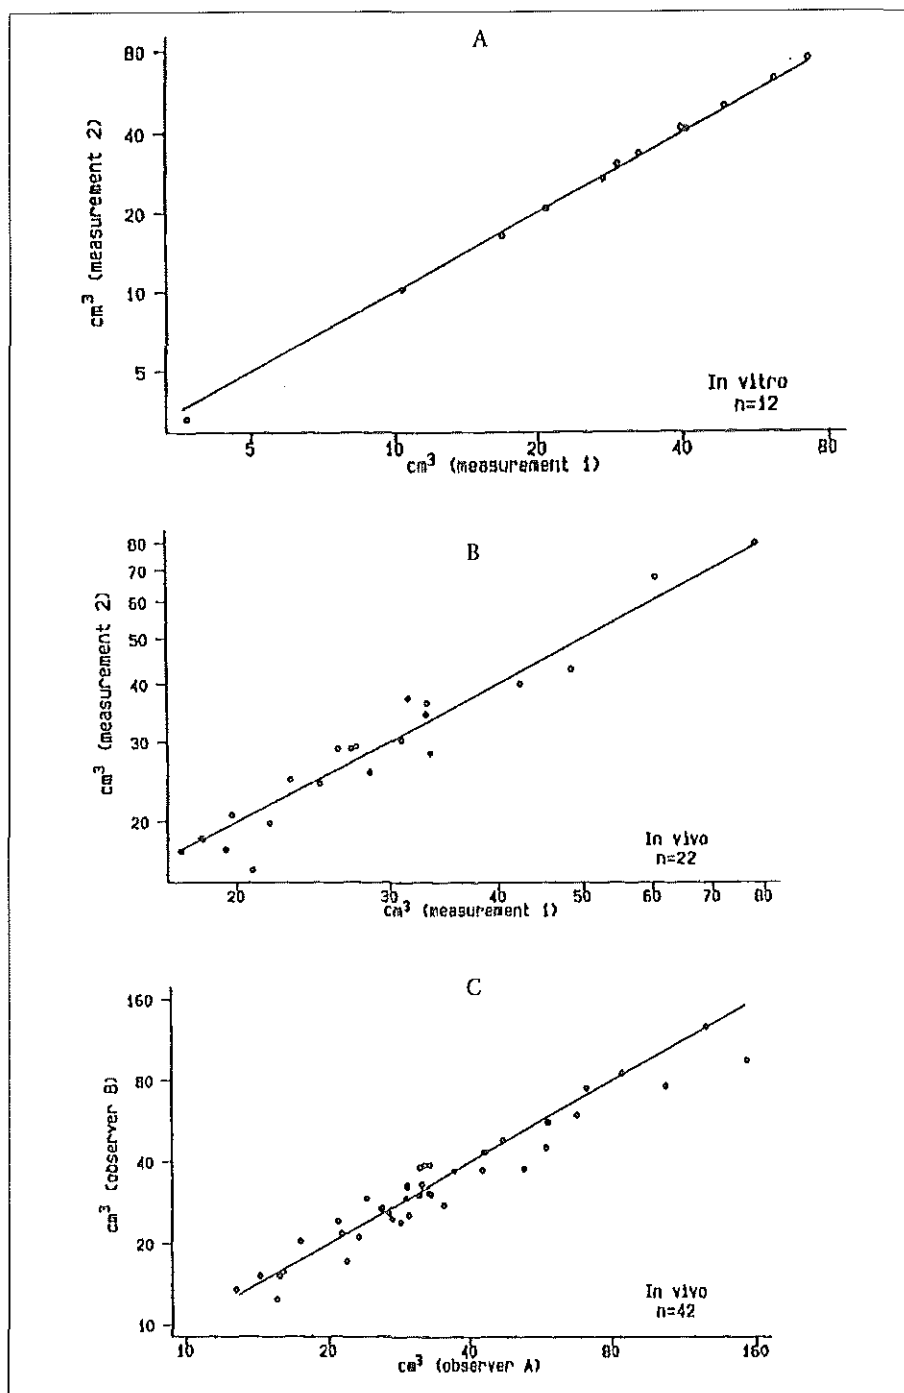 A
80
40
20
10
5
cm³ (measurement 2)
In vitro
n=12
5 10 20 40 80
cm³ (measurement 1)
B
80
70
60
50
40
30
20
cm³ (measurement 2)
In vivo
n=22
20 30 40 50 60 70 80
cm³ (measurement 1)
C
160
80
40
20
10
cm³ (observer B)
In vivo
n=42
10 20 40 80 160
cm³ (observer A)